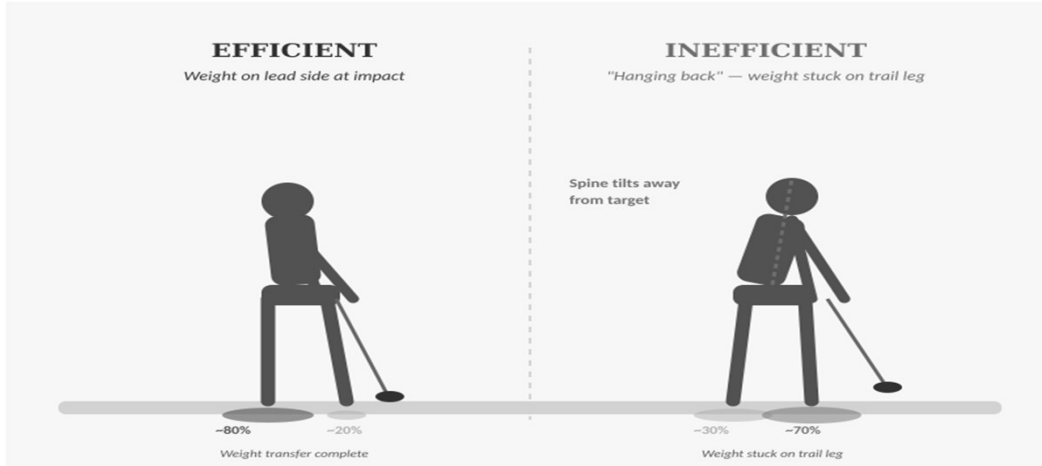 EFFICIENT
Weight on lead side at impact
INEFFICIENT
"Hanging back" — weight stuck on trail leg
Spine tilts away
from target
~80%
~20%
Weight transfer complete
~30%
~70%
Weight stuck on trail leg